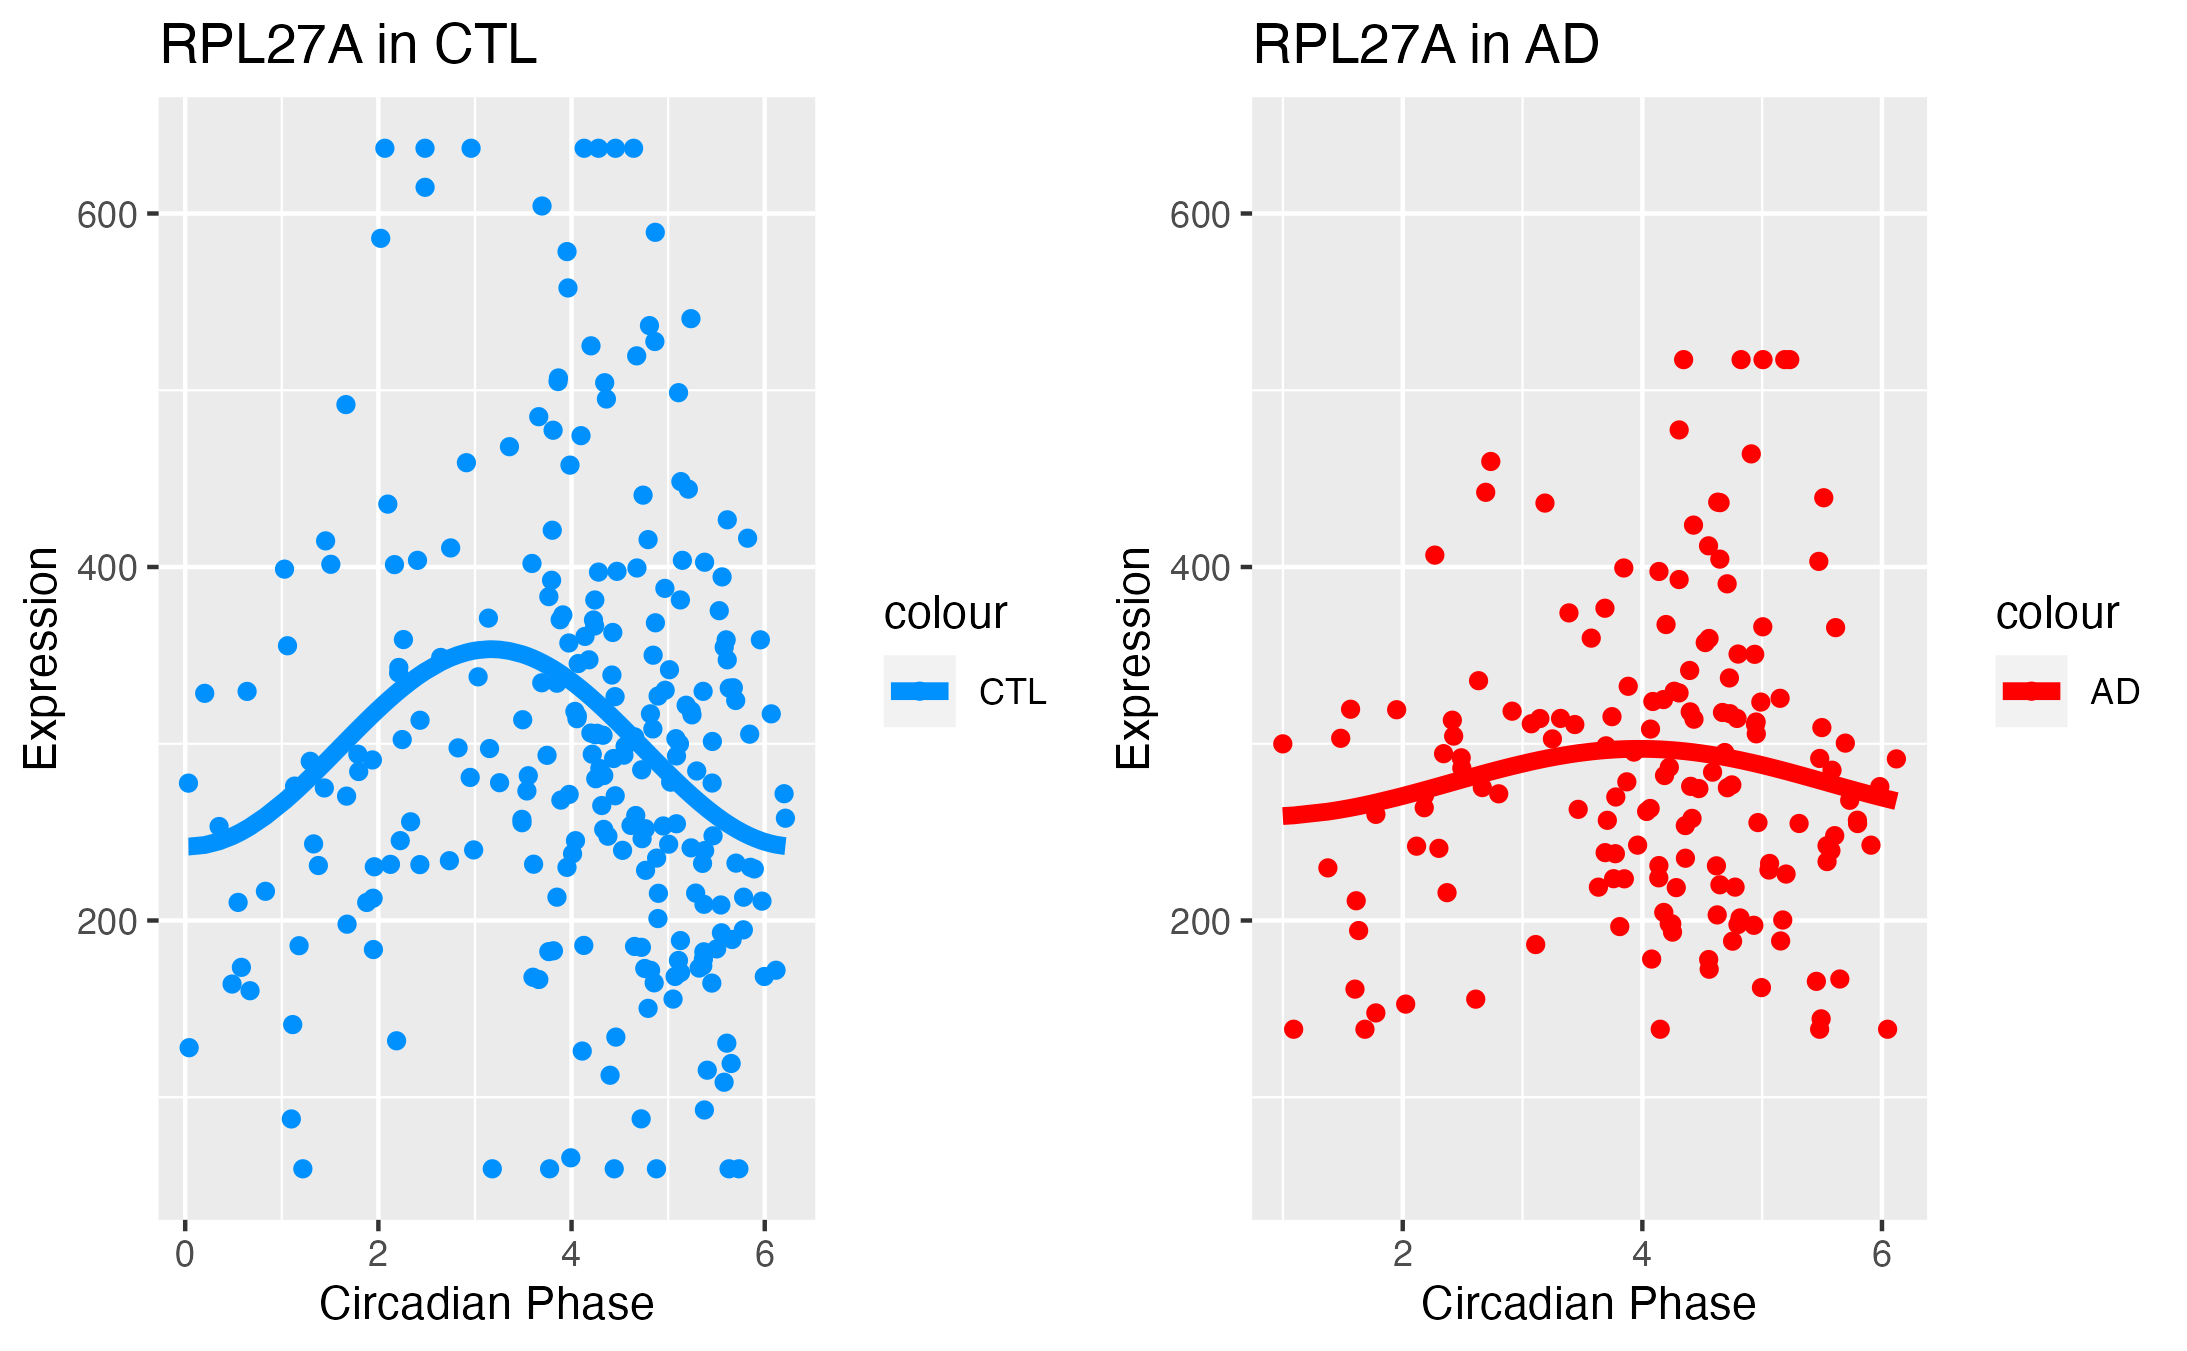 RPL27A in CTL
600
400
200
Expression
0 2 4 6
Circadian Phase
colour
CTL
RPL27A in AD
600
400
200
Expression
2 4 6
Circadian Phase
colour
AD